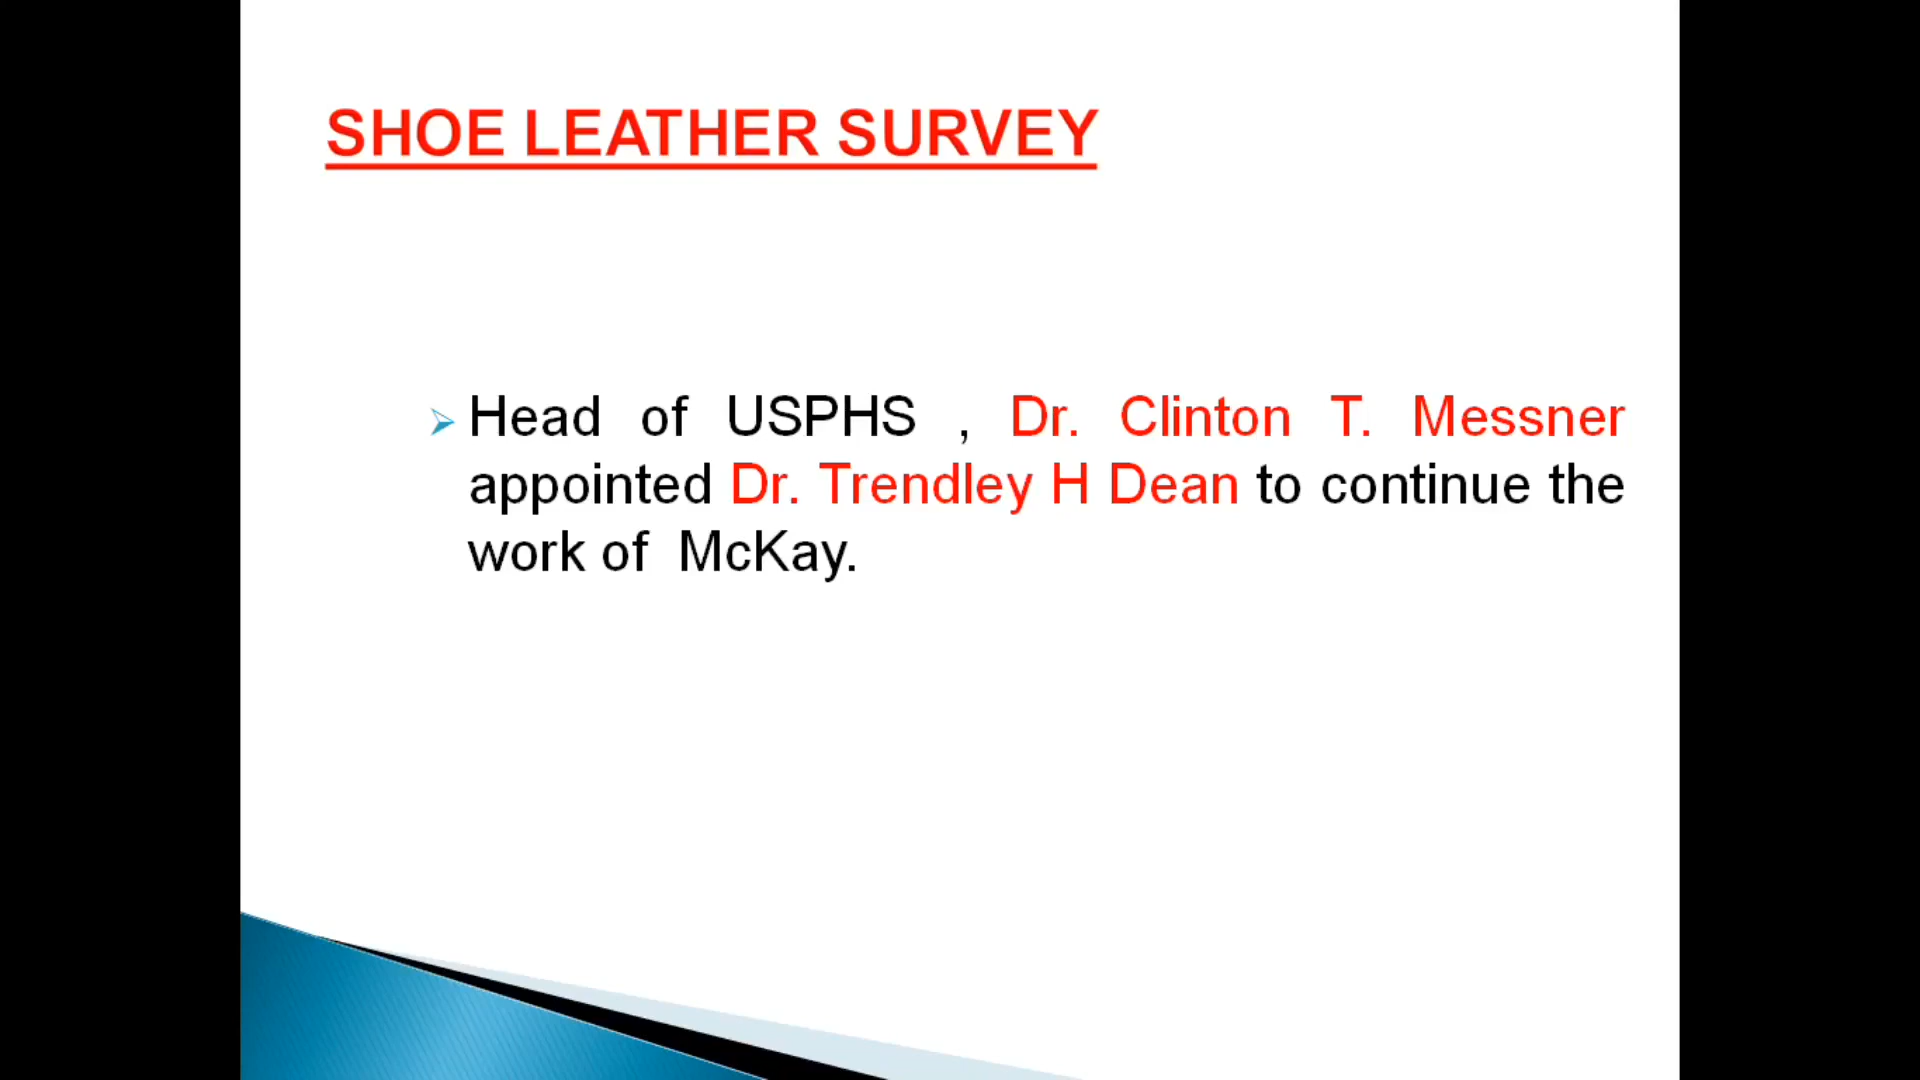 SHOE LEATHER SURVEY
Head of USPHS , Dr. Clinton T. Messner
appointed Dr. Trendley H Dean to continue the
work of McKay.